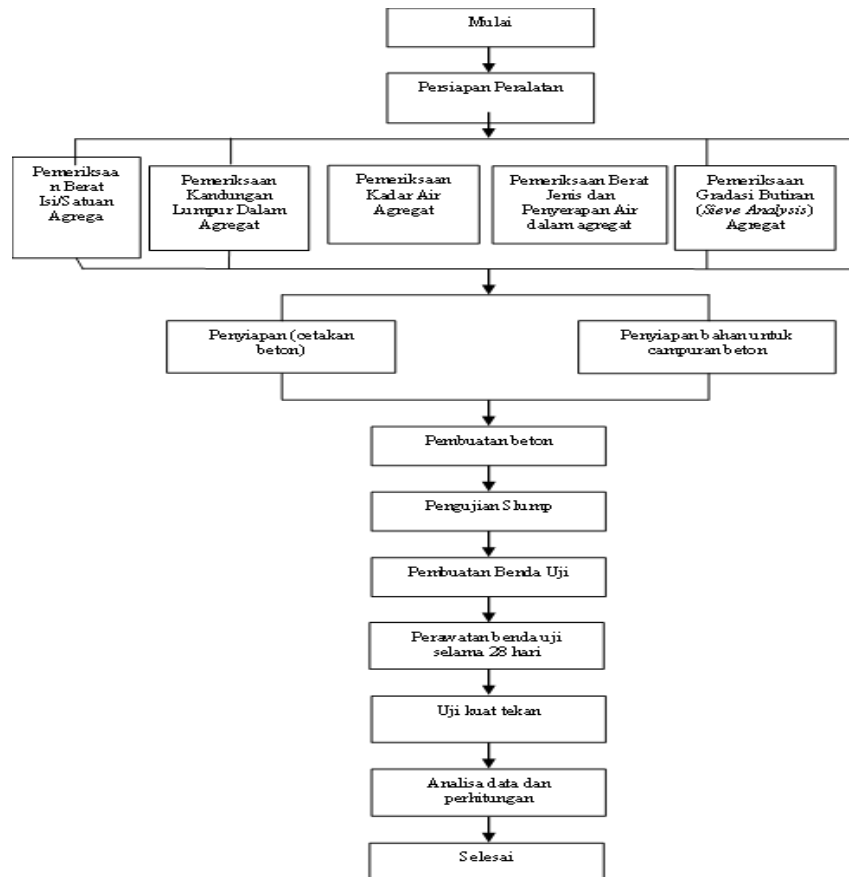 Mulai
Persiapan Peralatan
Pemeriksaa
n Berat
Isi/Satuan
Agrega
Pemeriksaan
Kandungan
Lumpur Dalam
Agregat
Pemeriksaan
Kadar Air
Agregat
Pemeriksaan Berat
Jenis dan
Penyerapan Air
dalam agregat
Pemeriksaan
Gradasi Butiran
(Sieve Analysis)
Agregat
Penyiapan (cetakan
beton)
Penyiapan bahan untuk
campuran beton
Pembuatan beton
Pengujian Slump
Pembuatan Benda Uji
Perawatan benda uji
selama 28 hari
Uji kuat tekan
Analisa data dan
perhitungan
Selesai